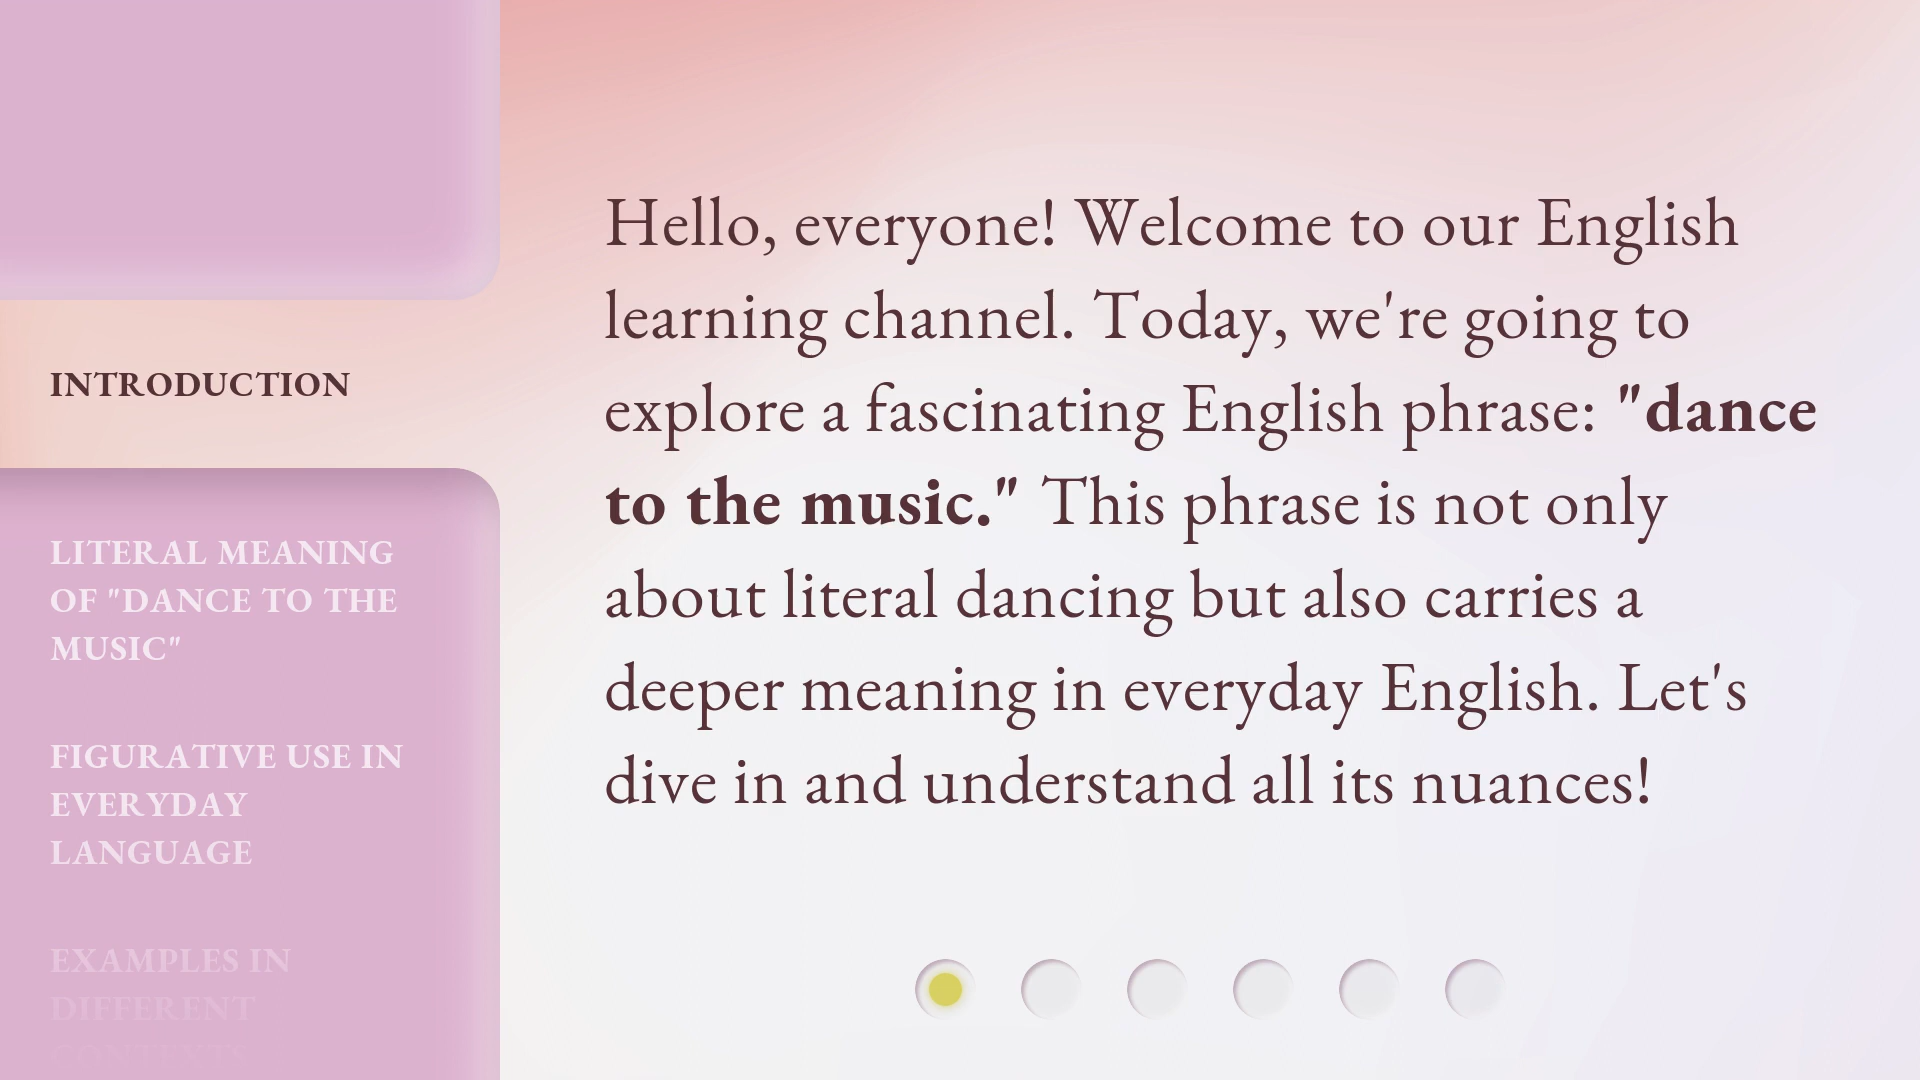 INTRODUCTION
LITERAL MEANING
OF "DANCE TO THE
MUSIC"
FIGURATIVE USE IN
EVERYDAY
LANGUAGE
EXAMPLES IN
DIFFERENT
CONTEXTS
Hello, everyone! Welcome to our English
learning channel. Today, we're going to
explore a fascinating English phrase: "dance
to the music." This phrase is not only
about literal dancing but also carries a
deeper meaning in everyday English. Let's
dive in and understand all its nuances!